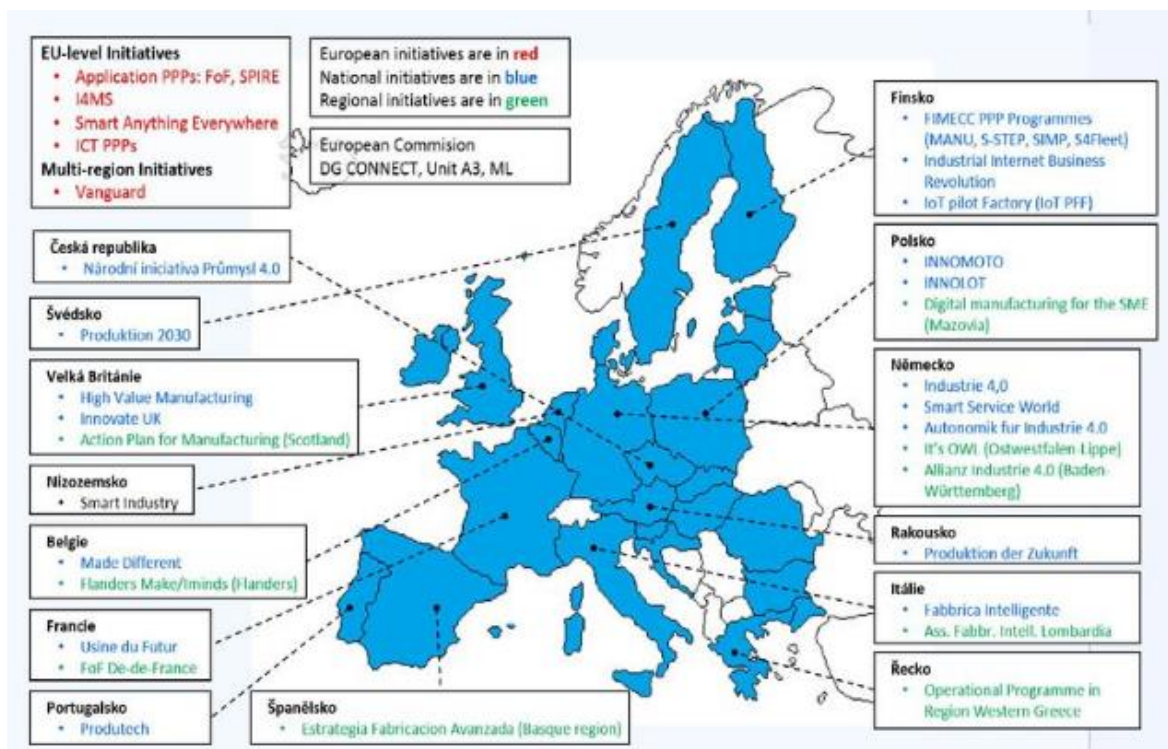 EU-level Initiatives
• Application PPPs: FoF, SPIRE
• I4MS
• Smart Anything Everywhere
• ICT PPPs
Multi-region Initiatives
• Vanguard
European initiatives are in red
National initiatives are in blue
Regional initiatives are in green
European Commision
DG CONNECT, Unit A3, ML
Česká republika
• Národní iniciativa Průmysl 4.0
Švédsko
• Produktion 2030
Velká Británie
• High Value Manufacturing
• Innovate UK
• Action Plan for Manufacturing (Scotland)
Nizozemsko
• Smart Industry
Belgie
• Made Different
• Flanders Make/Iminds (Flanders)
Francie
• Usine du Futur
• FoF De-de-France
Portugalsko
• Produtech
Španělsko
• Estrategia Fabricacion Avanzada (Basque region)
Finsko
• FIMECC PPP Programmes
(MANU, S-STEP, SIMP, S4Fleet)
• Industrial Internet Business
Revolution
• IoT pilot Factory (IoT PFF)
Polsko
• INNOMOTO
• INNOLOT
• Digital manufacturing for the SME
(Mazovia)
Německo
• Industrie 4,0
• Smart Service World
• Autonomik fur Industrie 4.0
• It's OWL (Ostwestfalen-Lippe)
• Allianz Industrie 4.0 (Baden-
Württemberg)
Rakousko
• Produktion der Zukunft
Itálie
• Fabbrica Intelligente
• Ass. Fabbr. Intell. Lombardia
Řecko
• Operational Programme in
Region Western Greece